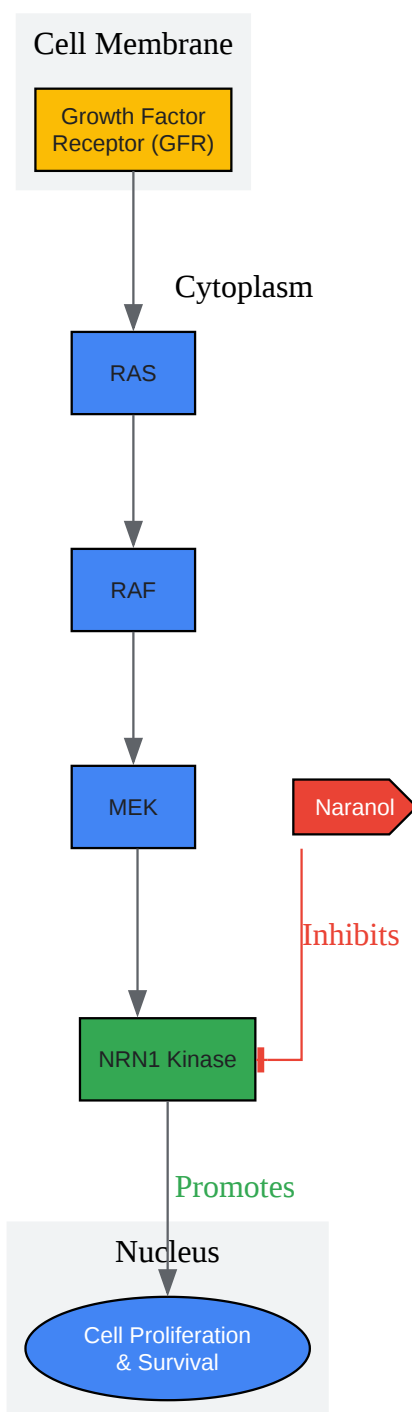 Cell Membrane
Growth Factor
Receptor (GFR)
Cytoplasm
RAS
RAF
MEK
Naranol
Inhibits
NRN1 Kinase
Promotes
Nucleus
Cell Proliferation
& Survival